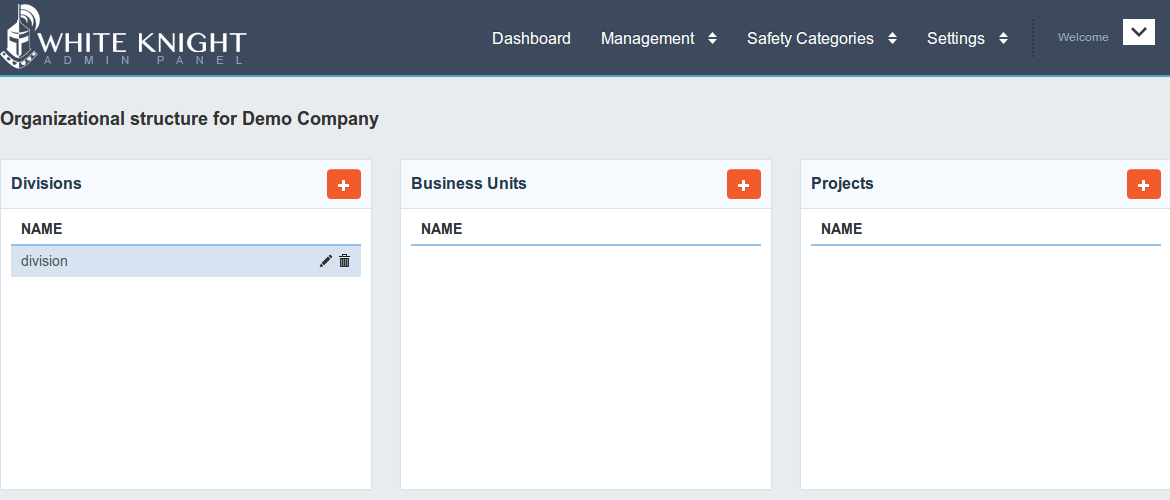 WHITE KNIGHT
ADMIN PANEL
Dashboard Management Safety Categories Settings Welcome
Organizational structure for Demo Company
Divisions Business Units Projects
NAME NAME NAME
division